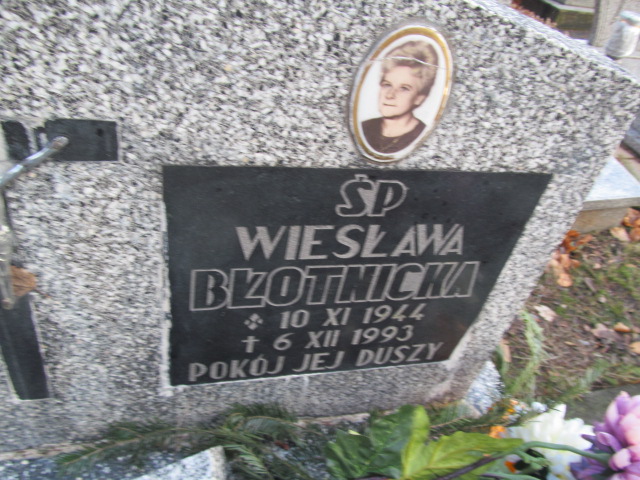 ŚP
WIESŁAWA
BŁOTNICKA
10 XI 1944
† 6 XII 1993
POKÓJ JEJ DUSZY